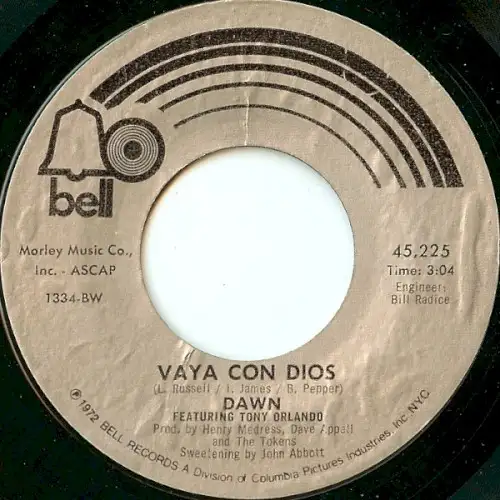 bell
Morley Music Co.,
Inc. - ASCAP
1334-BW
45,225
Time: 3:04
Engineer:
Bill Radice
VAYA CON DIOS
(L. Russell / I. James / B. Pepper)
DAWN
FEATURING TONY ORLANDO
Prod. by Henry Medress, Dave Appell
and The Tokens
Sweetening by John Abbott
℗1972 BELL RECORDS A Division of Columbia Pictures Industries, Inc N.Y.C.